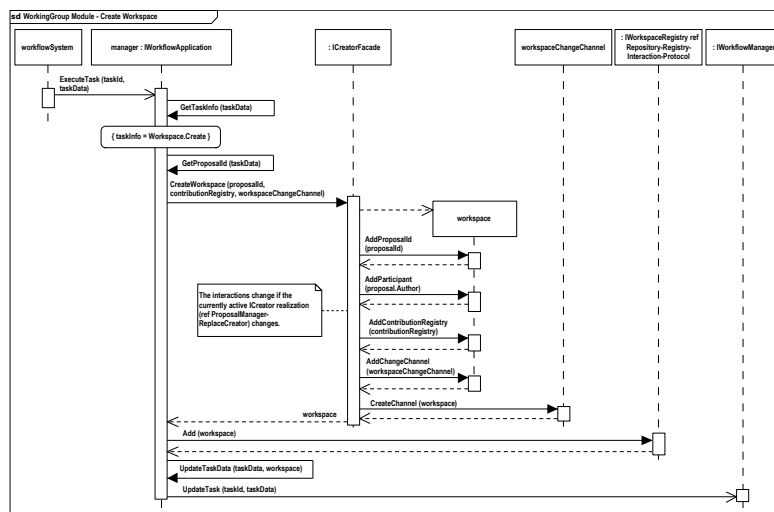 sd WorkingGroup Module - Create Workspace
workflowSystem
manager : IWorkflowApplication
: ICreatorFacade
workspaceChangeChannel
: IWorkspaceRegistry ref
Repository-Registry-
Interaction-Protocol
: IWorkflowManager
ExecuteTask (taskId,
taskData)
GetTaskInfo (taskData)
{ taskInfo = Workspace.Create }
GetProposalId (taskData)
CreateWorkspace (proposalId,
contributionRegistry, workspaceChangeChannel)
workspace
AddProposalId
(proposalId)
AddParticipant
(proposal.Author)
The interactions change if the
currently active ICreator realization
(ref ProposalManager-
ReplaceCreator) changes.
AddContributionRegistry
(contributionRegistry)
AddChangeChannel
(workspaceChangeChannel)
CreateChannel (workspace)
workspace
Add (workspace)
UpdateTaskData (taskData, workspace)
UpdateTask (taskId, taskData)